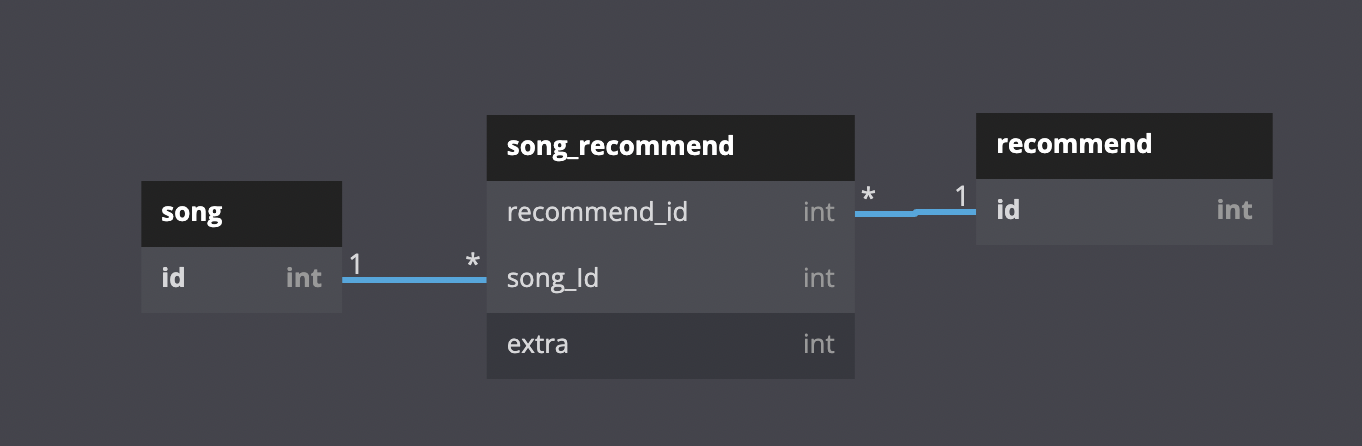 song
id int
1 *
song_recommend
recommend_id int
song_Id int
extra int
* 1
recommend
id int